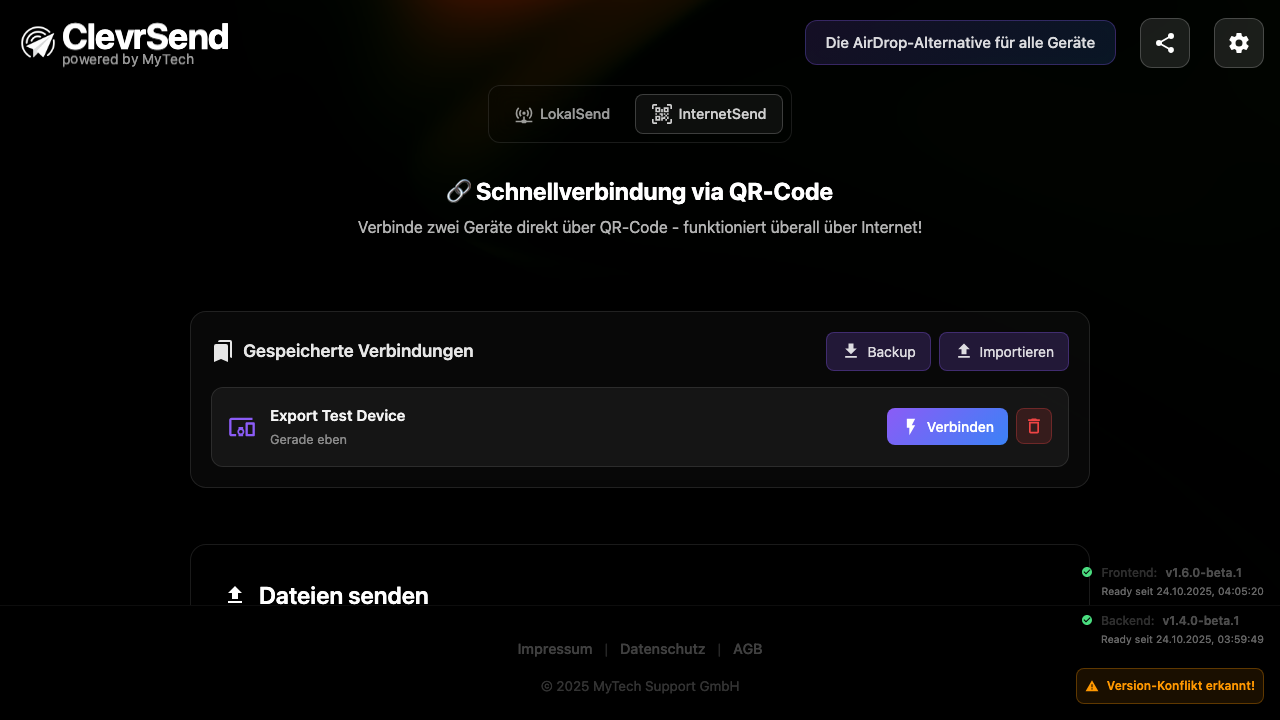 ClevrSend
powered by MyTech
Die AirDrop-Alternative für alle Geräte
LokalSend
InternetSend
Schnellverbindung via QR-Code
Verbinde zwei Geräte direkt über QR-Code - funktioniert überall über Internet!
Gespeicherte Verbindungen
Backup
Importieren
Export Test Device
Gerade eben
Verbinden
Dateien senden
Frontend: v1.6.0-beta.1
Ready seit 24.10.2025, 04:05:20
Backend: v1.4.0-beta.1
Ready seit 24.10.2025, 03:59:49
Impressum | Datenschutz | AGB
© 2025 MyTech Support GmbH
Version-Konflikt erkannt!